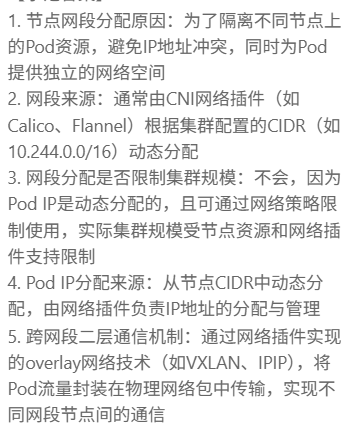 1. 节点网段分配原因：为了隔离不同节点上
的Pod资源，避免IP地址冲突，同时为Pod
提供独立的网络空间
2. 网段来源：通常由CNI网络插件（如
Calico、Flannel）根据集群配置的CIDR（如
10.244.0.0/16）动态分配
3. 网段分配是否限制集群规模：不会，因为
Pod IP是动态分配的，且可通过网络策略限
制使用，实际集群规模受节点资源和网络插
件支持限制
4. Pod IP分配来源：从节点CIDR中动态分
配，由网络插件负责IP地址的分配与管理
5. 跨网段二层通信机制：通过网络插件实现
的overlay网络技术（如VXLAN、IPIP），将
Pod流量封装在物理网络包中传输，实现不
同网段节点间的通信